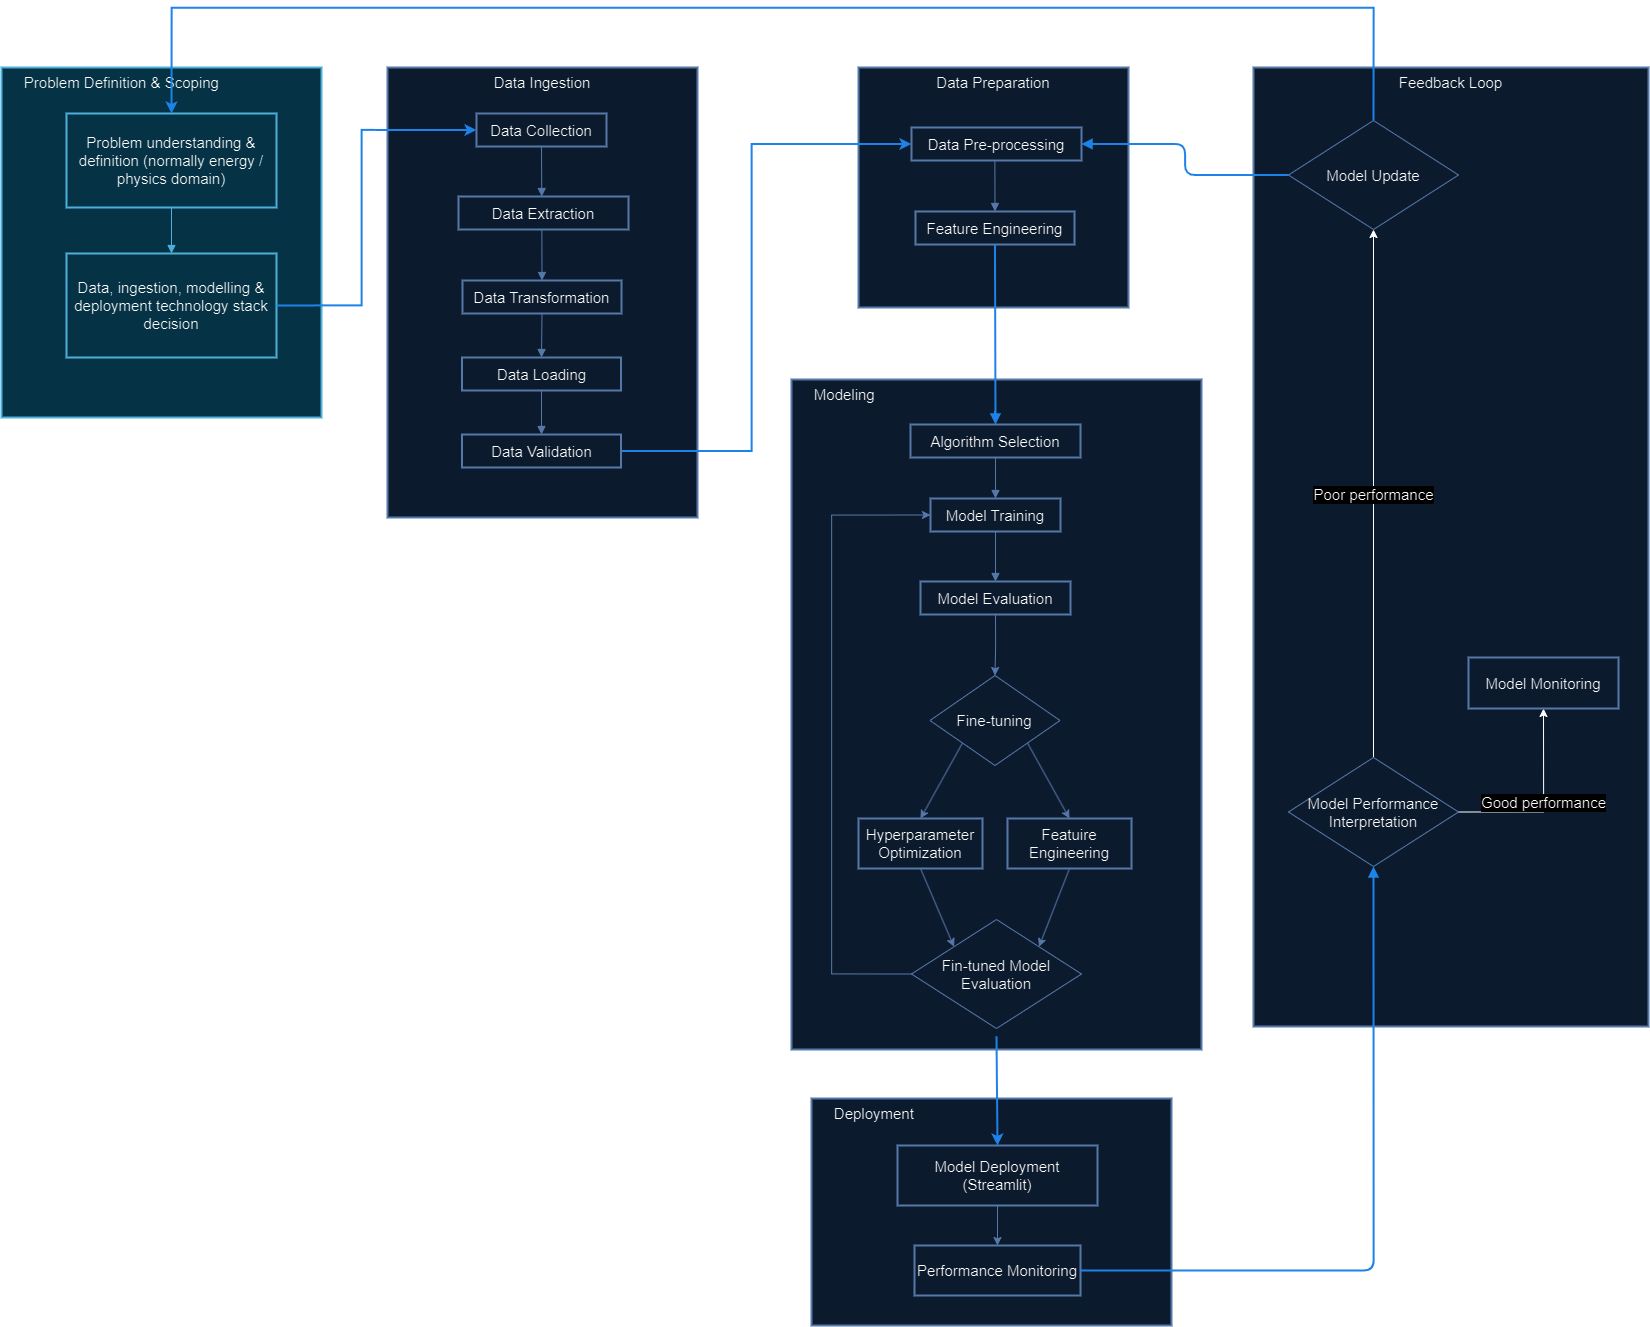 Problem Definition & Scoping
Problem understanding &
definition (normally energy /
physics domain)
Data, ingestion, modelling &
deployment technology stack
decision
Data Ingestion
Data Collection
Data Extraction
Data Transformation
Data Loading
Data Validation
Data Preparation
Data Pre-processing
Feature Engineering
Modeling
Algorithm Selection
Model Training
Model Evaluation
Fine-tuning
Hyperparameter
Optimization
Featuire
Engineering
Fin-tuned Model
Evaluation
Deployment
Model Deployment
(Streamlit)
Performance Monitoring
Feedback Loop
Model Update
Poor performance
Model Monitoring
Good performance
Model Performance
Interpretation